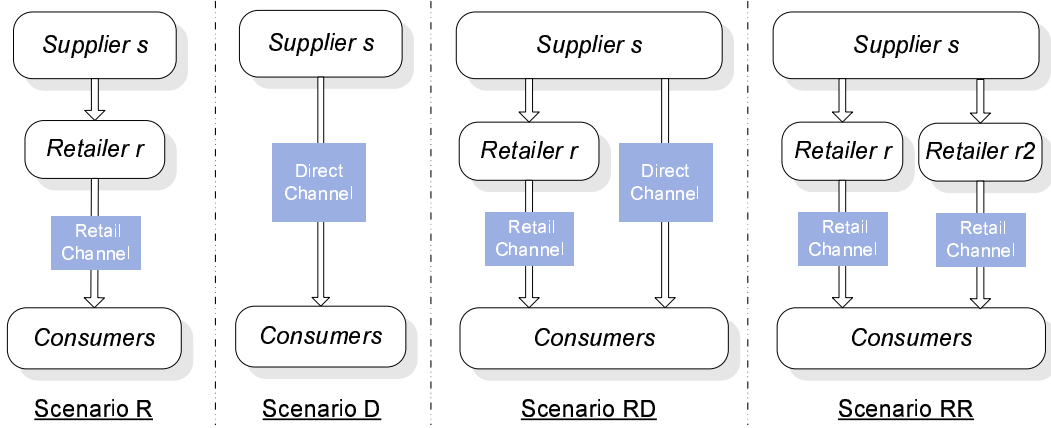 Supplier s
Retailer r
Retail
Channel
Consumers
Scenario R
Supplier s
Direct
Channel
Consumers
Scenario D
Supplier s
Retailer r
Direct
Channel
Retail
Channel
Consumers
Scenario RD
Supplier s
Retailer r
Retailer r2
Retail
Channel
Retail
Channel
Consumers
Scenario RR